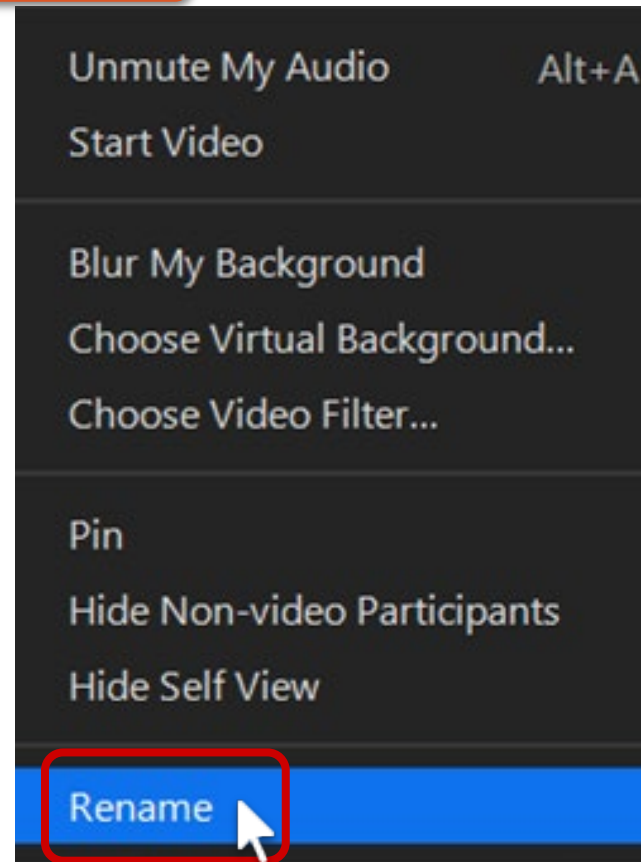 Unmute My Audio Alt+A
Start Video
Blur My Background
Choose Virtual Background...
Choose Video Filter...
Pin
Hide Non-video Participants
Hide Self View
Rename